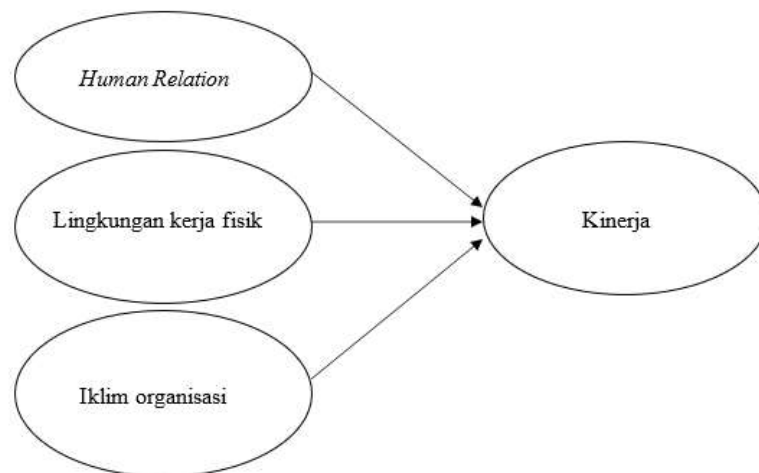 Human Relation
Lingkungan kerja fisik
Kinerja
Iklim organisasi